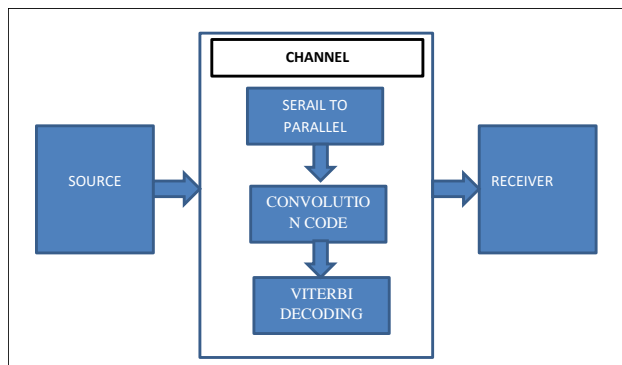 CHANNEL
SERAIL TO
PARALLEL
SOURCE
CONVOLUTIO
N CODE
RECEIVER
VITERBI
DECODING